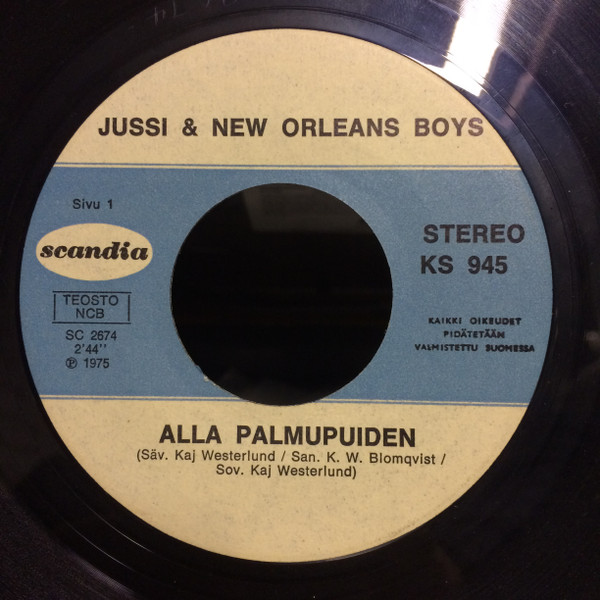 JUSSI & NEW ORLEANS BOYS
Sivu 1
scandia
STEREO
KS 945
TEOSTO
NCB
SC 2674
2'44''
℗ 1975
KAIKKI OIKEUDET
PIDÄTETÄÄN
VALMISTETTU SUOMESSA
ALLA PALMUPUIDEN
(Säv. Kaj Westerlund / San. K. W. Blomqvist /
Sov. Kaj Westerlund)